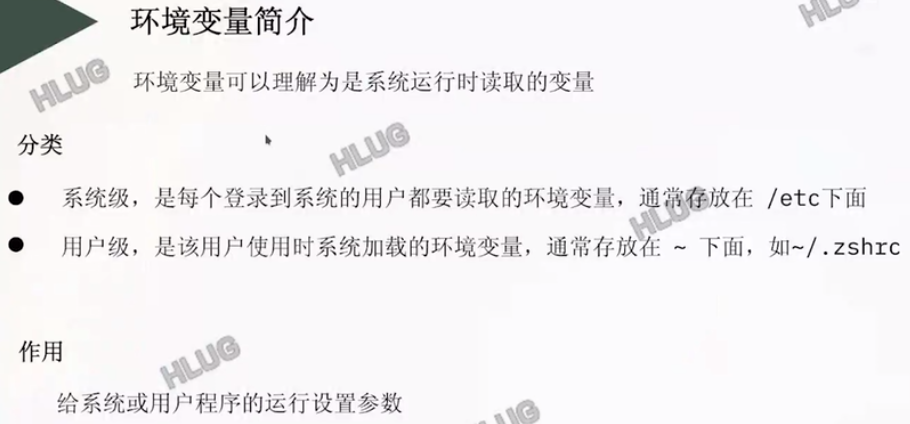 环境变量简介
环境变量可以理解为是系统运行时读取的变量
分类
系统级，是每个登录到系统的用户都要读取的环境变量，通常存放在 /etc下面
用户级，是该用户使用时系统加载的环境变量，通常存放在 ~ 下面，如~/.zshrc
作用
给系统或用户程序的运行设置参数
HLUG
HLUG
HLUG
HLUG
HLUG
HLUG